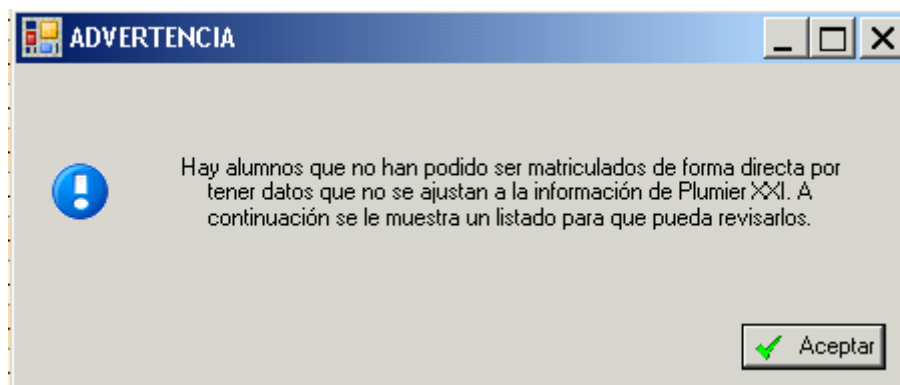 ADVERTENCIA
Hay alumnos que no han podido ser matriculados de forma directa por
tener datos que no se ajustan a la información de Plumier XXI. A
continuación se le muestra un listado para que pueda revisarlos.
Aceptar